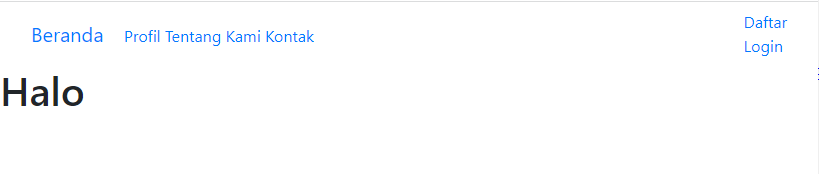 Beranda Profil Tentang Kami Kontak
Daftar
Login
Halo